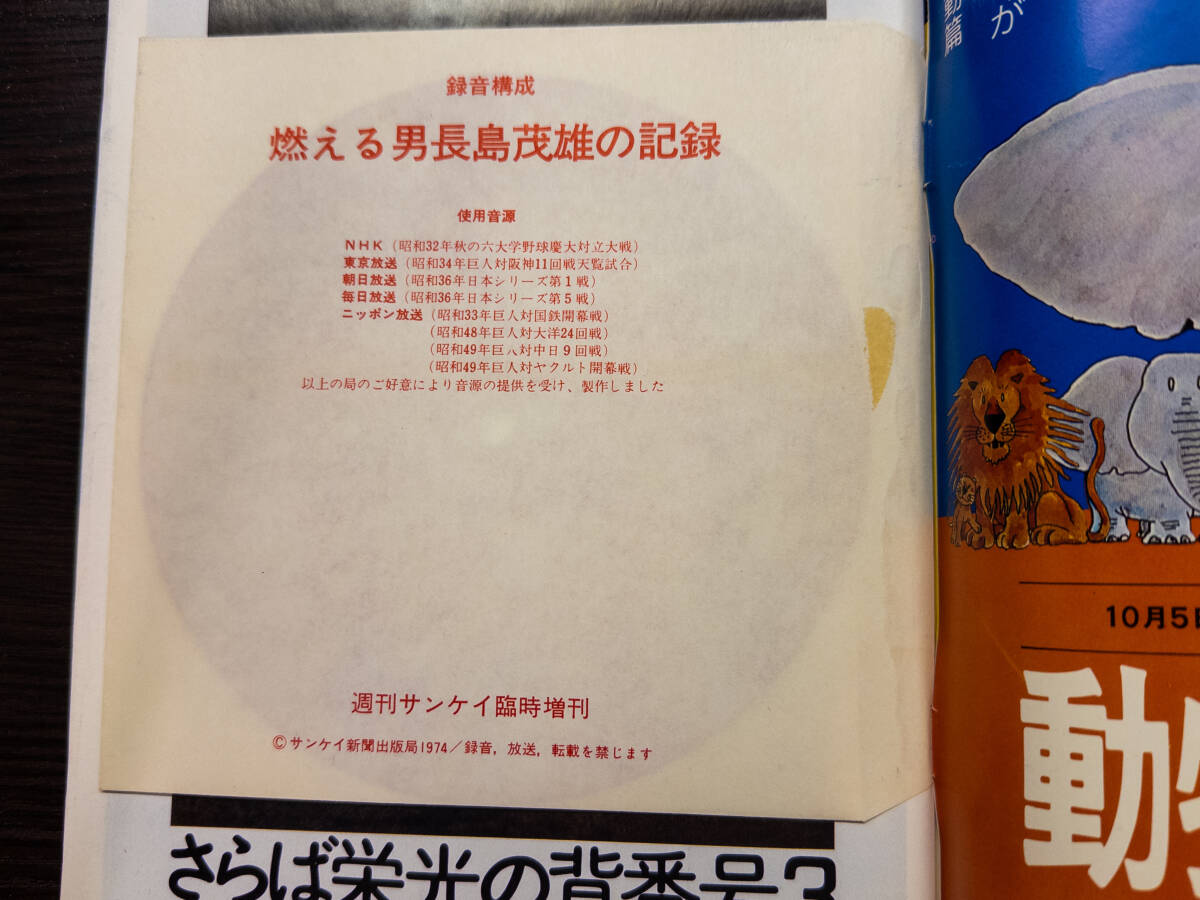 録音構成
燃える男長島茂雄の記録
使用音源
NHK(昭和32年秋の六大学野球慶大対立大戦)
東京放送(昭和34年巨人対阪神11回戦天覧試合)
朝日放送(昭和36年日本シリーズ第1戦)
毎日放送(昭和36年日本シリーズ第5戦)
ニッポン放送(昭和33年巨人対国鉄開幕戦)
(昭和48年巨人対大洋24回戦)
(昭和49年巨人対中日9回戦)
(昭和49年巨人対ヤクルト開幕戦)
以上の局のご好意により音源の提供を受け、製作しました
週刊サンケイ臨時増刊
©サンケイ新聞出版局1974/録音,放送,転載を禁じます
さらば栄光の背番号3
が
篇
10月5日
動物